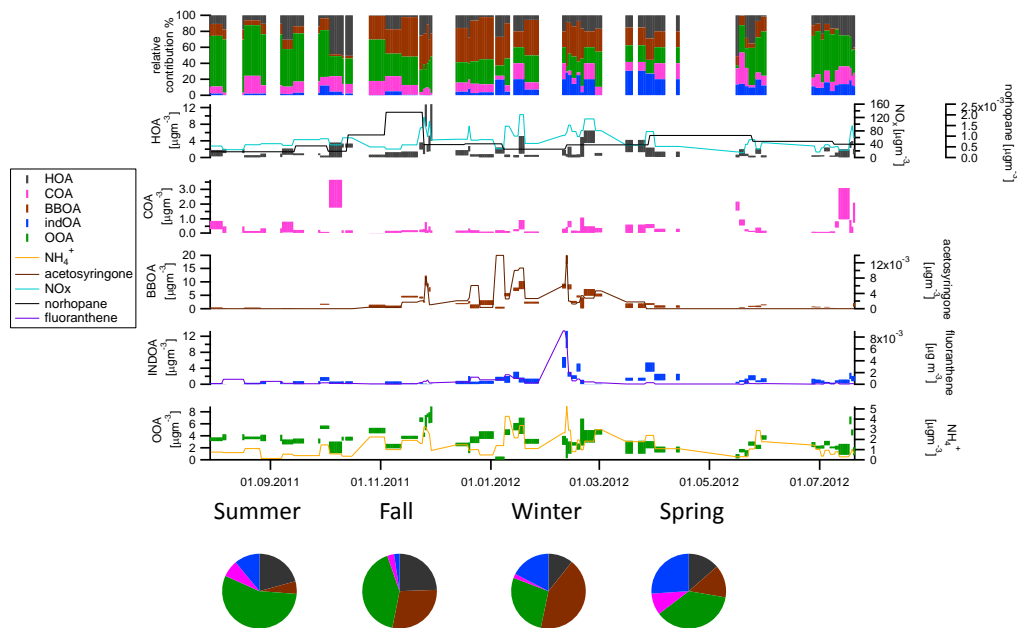 relative
contribution %
100
80
60
40
20
0
HOA
[µgm-3]
12
10
8
6
4
2
0
160
120
80
40
0
NOx [µgm-3]
2.5x10-3
2.0
1.5
1.0
0.5
0.0
norhopane [µgm-3]
COA
[µgm-3]
3.0
2.0
1.0
0.0
HOA
COA
BBOA
indOA
OOA
NH4+
acetosyringone
NOx
norhopane
fluoranthene
BBOA
[µgm-3]
20
15
10
5
0
12x10-3
8
4
0
acetosyringone
[µgm-3]
INDOA
[µgm-3]
12
8
4
0
8x10-3
6
4
2
0
fluoranthene
[µg m-3]
OOA
[µgm-3]
8
6
4
2
0
5
4
3
2
1
0
NH4+
[µgm-3]
01.09.2011
01.11.2011
01.01.2012
01.03.2012
01.05.2012
01.07.2012
Summer
Fall
Winter
Spring